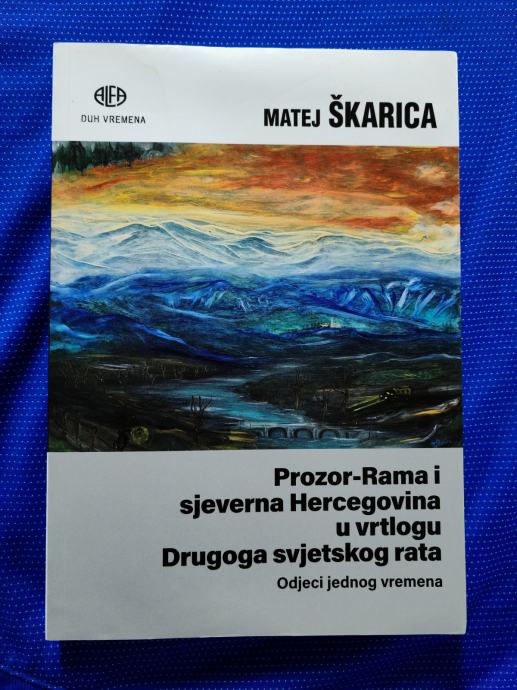 ALFA
DUH VREMENA
MATEJ ŠKARICA
Prozor-Rama i
sjeverna Hercegovina
u vrtlogu
Drugoga svjetskog rata
Odjeci jednog vremena